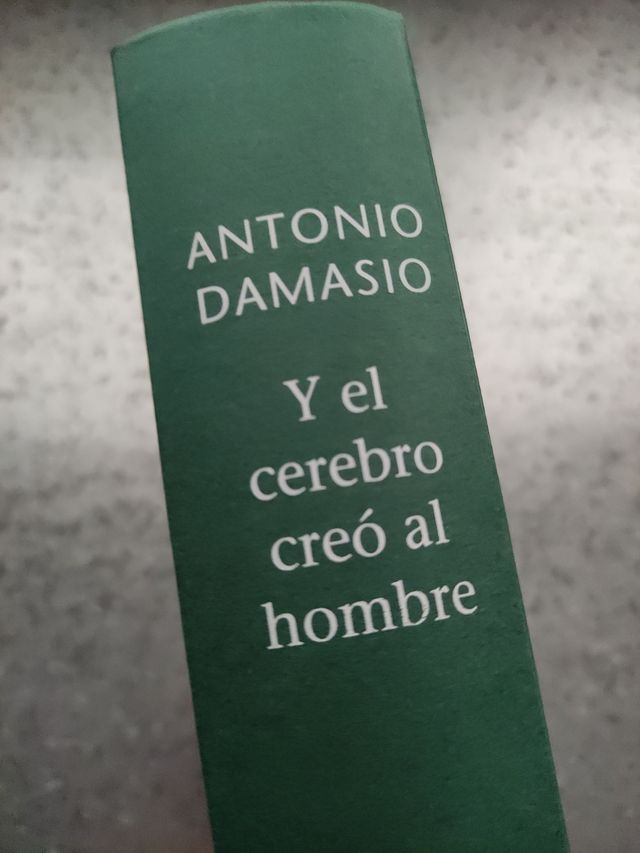 ANTONIO
DAMASIO
Y el
cerebro
creó al
hombre